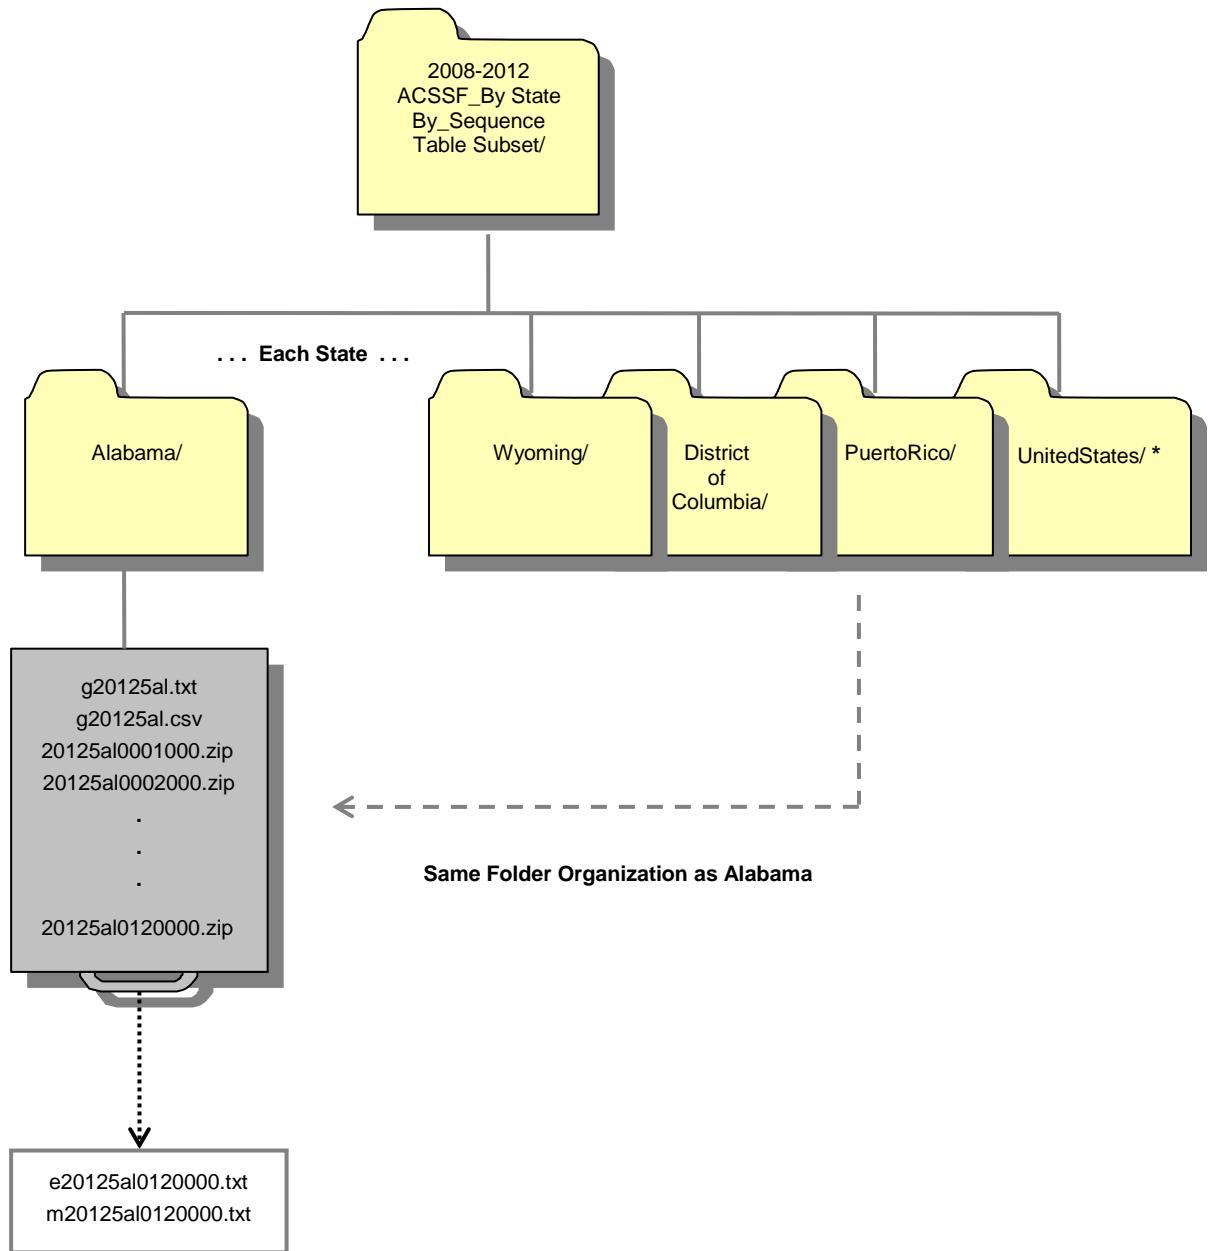 2008-2012
ACSSF_By State
By_Sequence
Table Subset/
. . . Each State . . .
Alabama/
Wyoming/
District
of
Columbia/
PuertoRico/
UnitedStates/ *
g20125al.txt
g20125al.csv
20125al0001000.zip
20125al0002000.zip
.
.
.
20125al0120000.zip
Same Folder Organization as Alabama
e20125al0120000.txt
m20125al0120000.txt